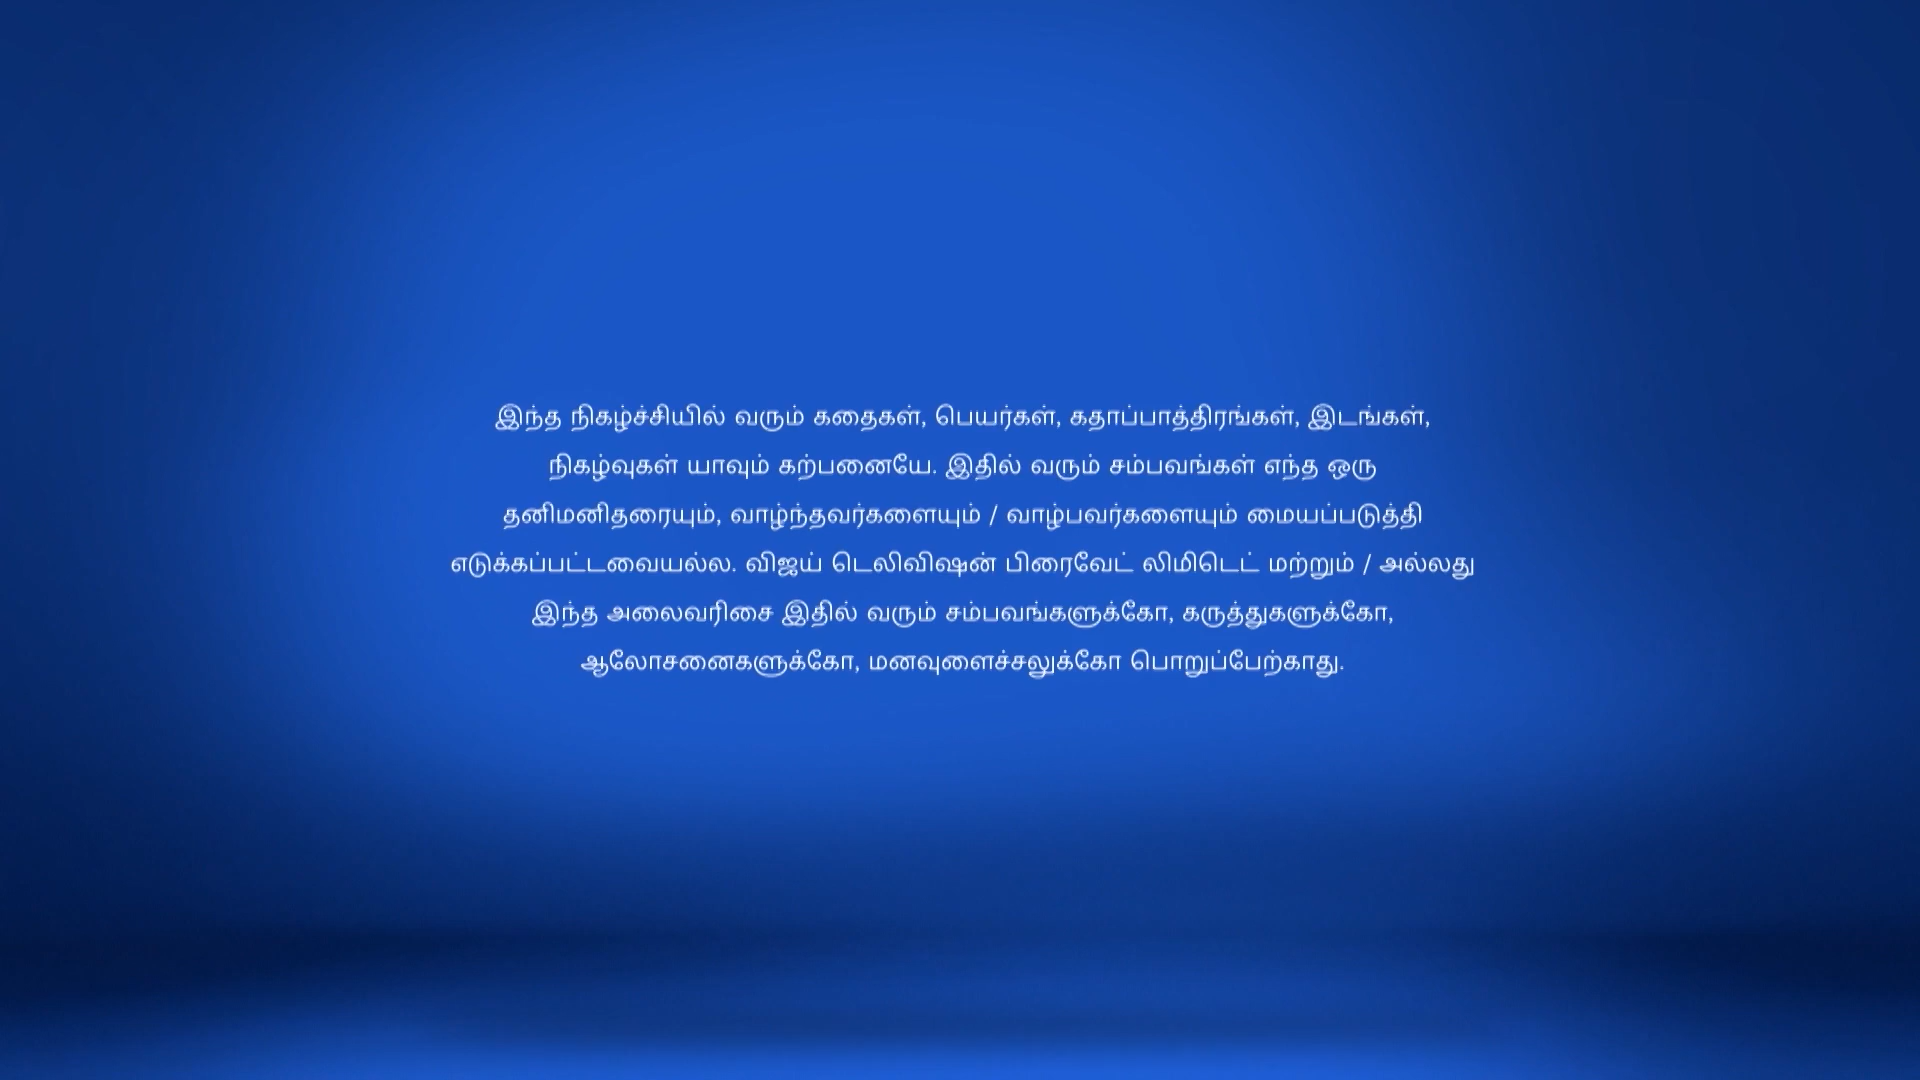 இந்த நிகழ்ச்சியில் வரும் கதைகள், பெயர்கள், கதாப்பாத்திரங்கள், இடங்கள்,
நிகழ்வுகள் யாவும் கற்பனையே. இதில் வரும் சம்பவங்கள் எந்த ஒரு
தனிமனிதரையும், வாழ்ந்தவர்களையும் / வாழ்பவர்களையும் மையப்படுத்தி
எடுக்கப்பட்டவையல்ல. விஜய் டெலிவிஷன் பிரைவேட் லிமிடெட் மற்றும் / அல்லது
இந்த அலைவரிசை இதில் வரும் சம்பவங்களுக்கோ, கருத்துகளுக்கோ,
ஆலோசனைகளுக்கோ, மனவுளைச்சலுக்கோ பொறுப்பேற்காது.